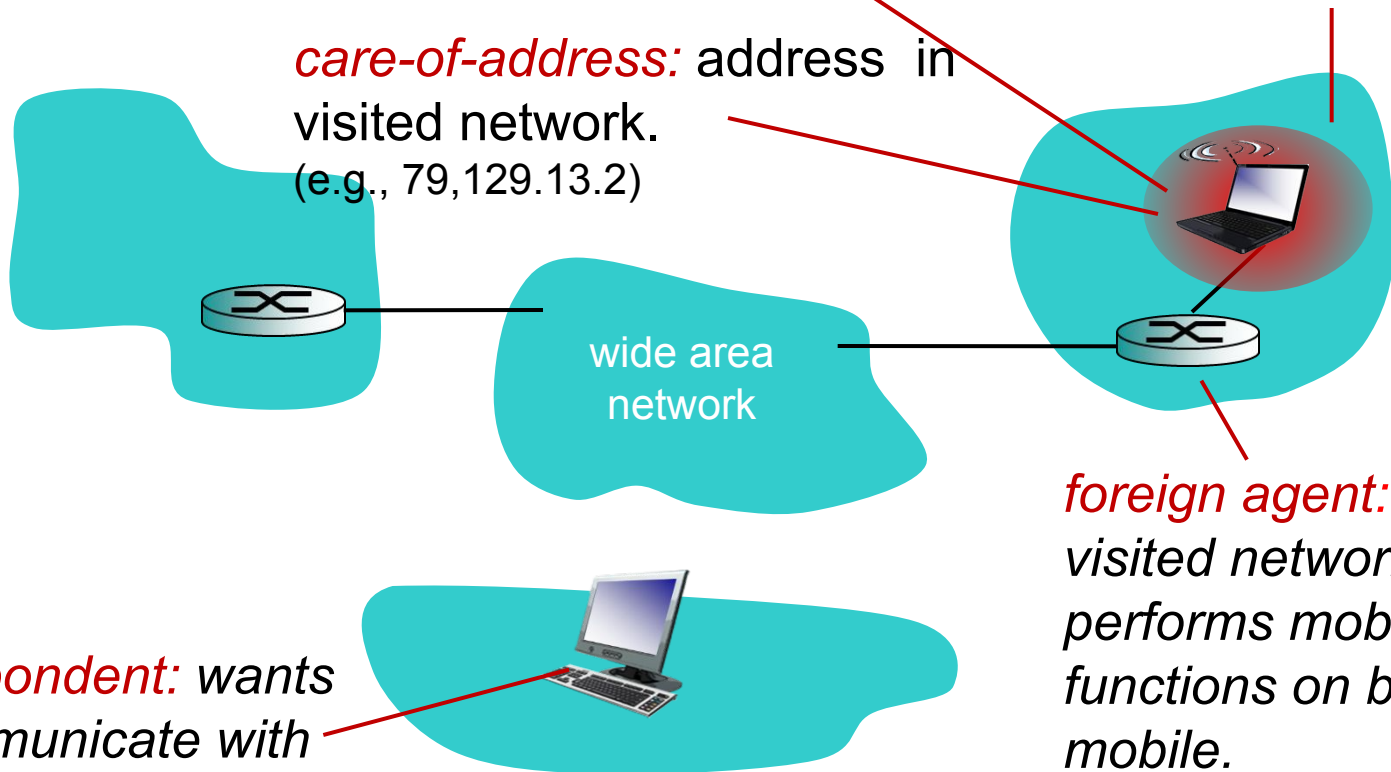 care-of-address: address in
visited network.
(e.g., 79,129.13.2)
wide area
network
foreign agent:
visited networ
performs mob
functions on b
mobile.
pondent: wants
municate with